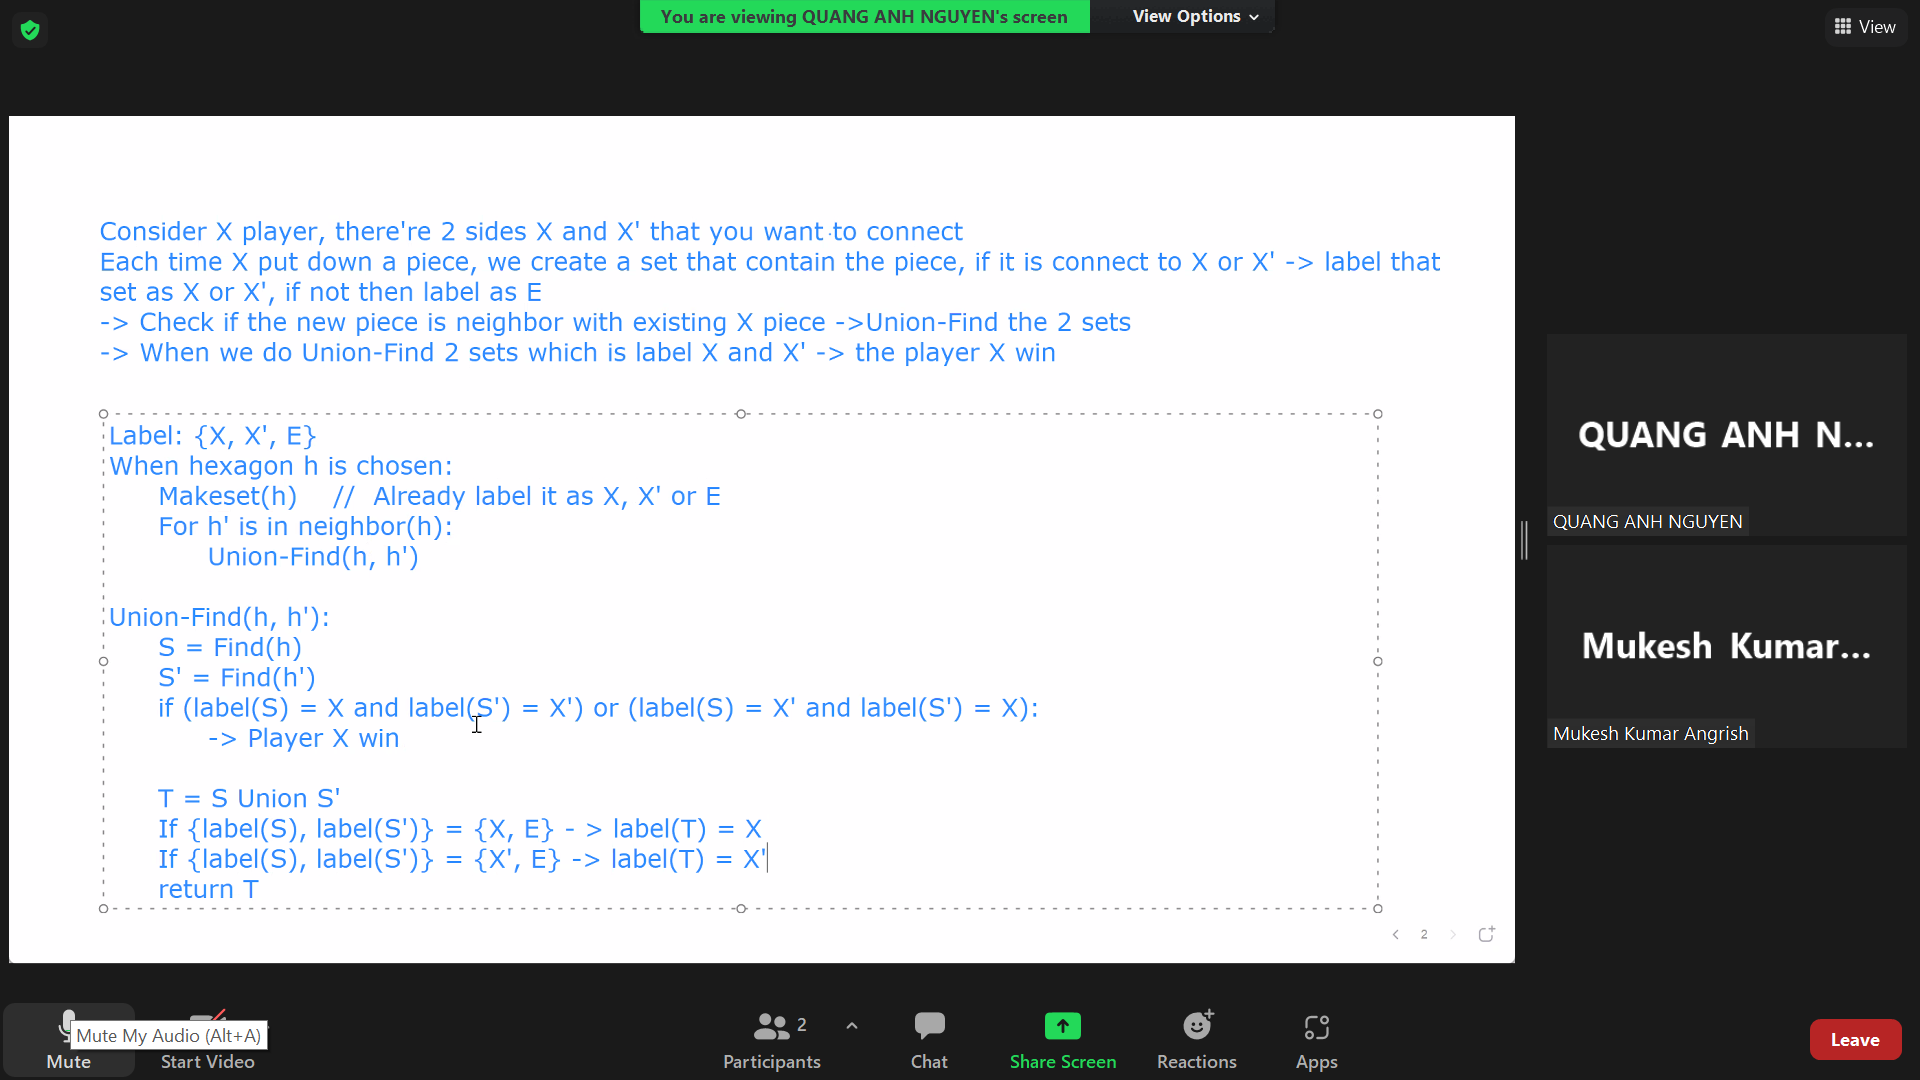 You are viewing QUANG ANH NGUYEN's screen
View Options
View
Consider X player, there're 2 sides X and X' that you want to connect
Each time X put down a piece, we create a set that contain the piece, if it is connect to X or X' -> label that
set as X or X', if not then label as E
-> Check if the new piece is neighbor with existing X piece ->Union-Find the 2 sets
-> When we do Union-Find 2 sets which is label X and X' -> the player X win
Label: {X, X', E}
When hexagon h is chosen:
Makeset(h) // Already label it as X, X' or E
For h' is in neighbor(h):
Union-Find(h, h')
Union-Find(h, h'):
S = Find(h)
S' = Find(h')
if (label(S) = X and label(S') = X') or (label(S) = X' and label(S') = X):
-> Player X win
T = S Union S'
If {label(S), label(S')} = {X, E} - > label(T) = X
If {label(S), label(S')} = {X', E} -> label(T) = X'
return T
< 2 >
QUANG ANH N...
QUANG ANH NGUYEN
Mukesh Kumar...
Mukesh Kumar Angrish
Mute My Audio (Alt+A)
Mute
Start Video
2
Participants
Chat
Share Screen
Reactions
Apps
Leave